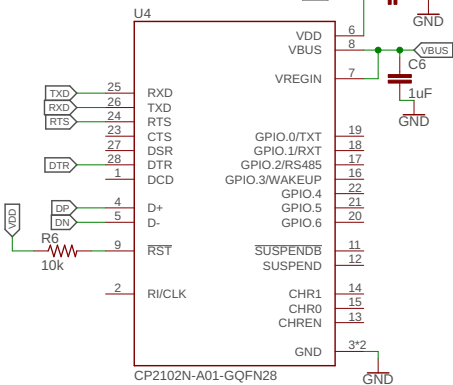 U4
GND
VDD 6
VBUS 8
VBUS
VREGIN 7
C6
1uF
GND
TXD 25 RXD
RXD 26 TXD
RTS 24 RTS
23 CTS
27 DSR
DTR 28 DTR
1 DCD
GPIO.0/TXT 19
GPIO.1/RXT 18
GPIO.2/RS485 17
GPIO.3/WAKEUP 16
GPIO.4 22
GPIO.5 21
GPIO.6 20
DP 4 D+
DN 5 D-
VDD
R6
10k
9 RST
SUSPENDB 11
SUSPEND 12
2 RI/CLK
CHR1 14
CHR0 15
CHREN 13
GND 3*2
GND
CP2102N-A01-GQFN28